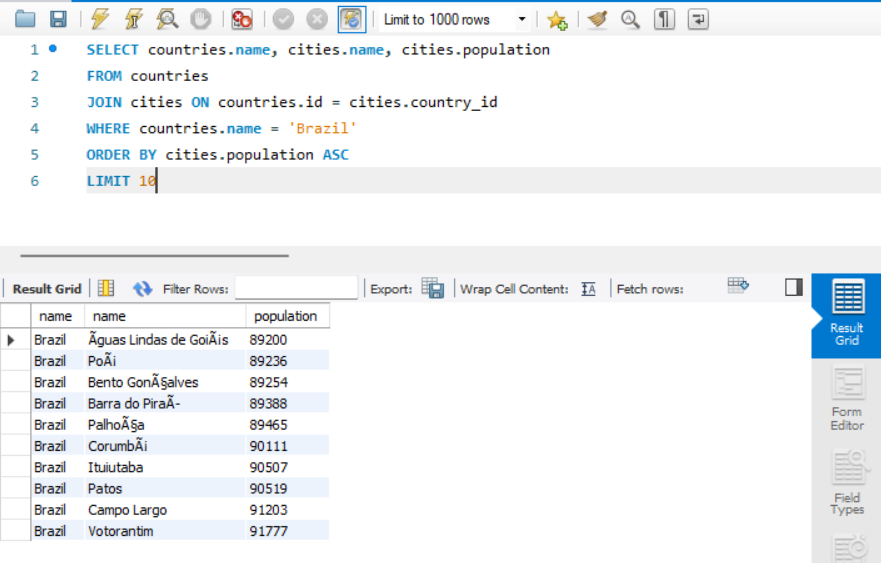 Limit to 1000 rows
1 SELECT countries.name, cities.name, cities.population
2 FROM countries
3 JOIN cities ON countries.id = cities.country_id
4 WHERE countries.name = 'Brazil'
5 ORDER BY cities.population ASC
6 LIMIT 10
Result Grid Filter Rows: Export: Wrap Cell Content: IA Fetch rows:
name name population
Brazil Ãguas Lindas de GoiÃ¡s 89200
Brazil PoÃ¡ 89236
Brazil Bento GonÃ§alves 89254
Brazil Barra do PiraÃ- 89388
Brazil PalhoÃ§a 89465
Brazil CorumbÃ¡ 90111
Brazil Ituiutaba 90507
Brazil Patos 90519
Brazil Campo Largo 91203
Brazil Votorantim 91777
Result
Grid
Form
Editor
Field
Types